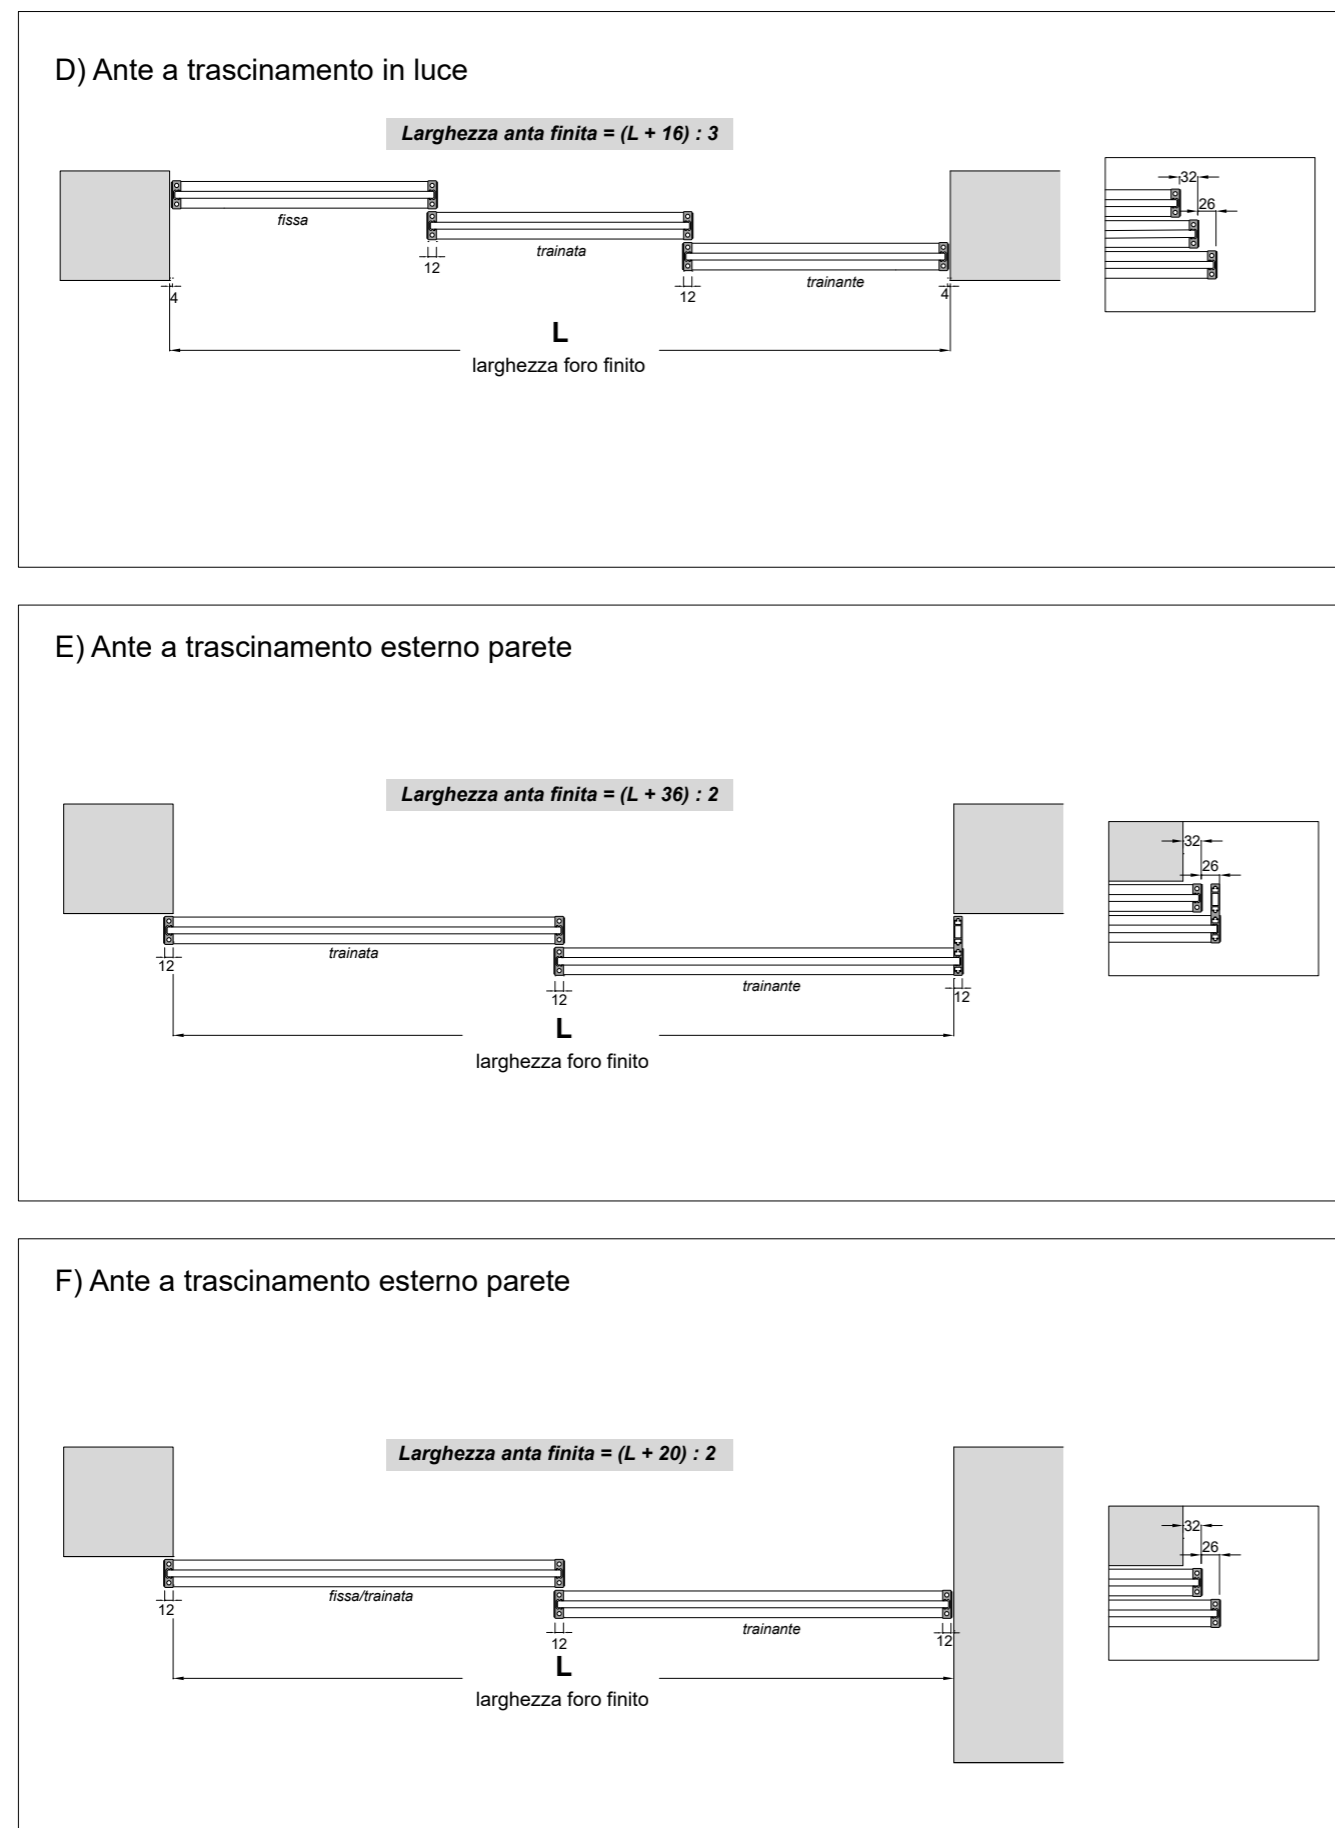 D) Ante a trascinamento in luce
Larghezza anta finita = (L + 16) : 3
32
26
fissa
trainata
12
trainante
12
4
4
L
larghezza foro finito
E) Ante a trascinamento esterno parete
Larghezza anta finita = (L + 36) : 2
32
26
trainata
12
trainante
12
12
L
larghezza foro finito
F) Ante a trascinamento esterno parete
Larghezza anta finita = (L + 20) : 2
32
26
fissa/trainata
12
trainante
12
12
L
larghezza foro finito